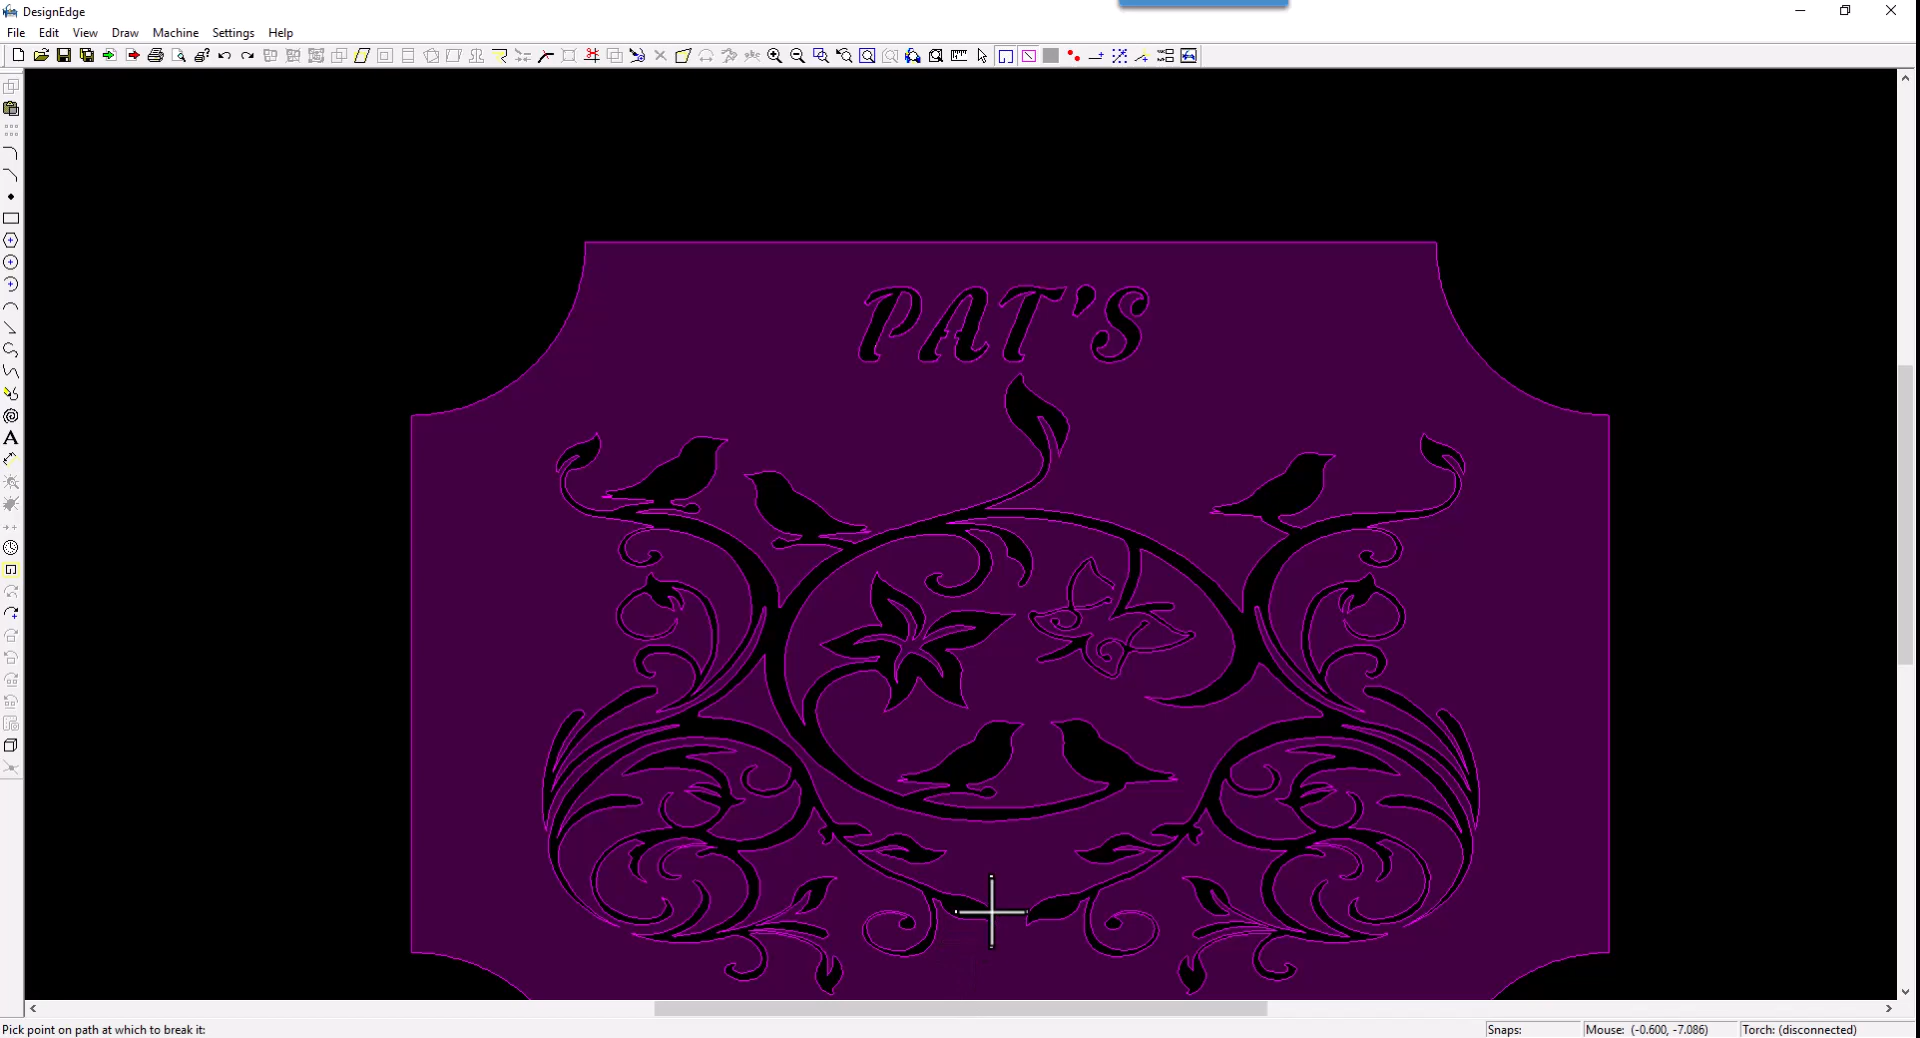 DesignEdge
File Edit View Draw Machine Settings Help
PAT'S
Pick point on path at which to break it:
Snaps:
Mouse: (-0.600, -7.086)
Torch: (disconnected)